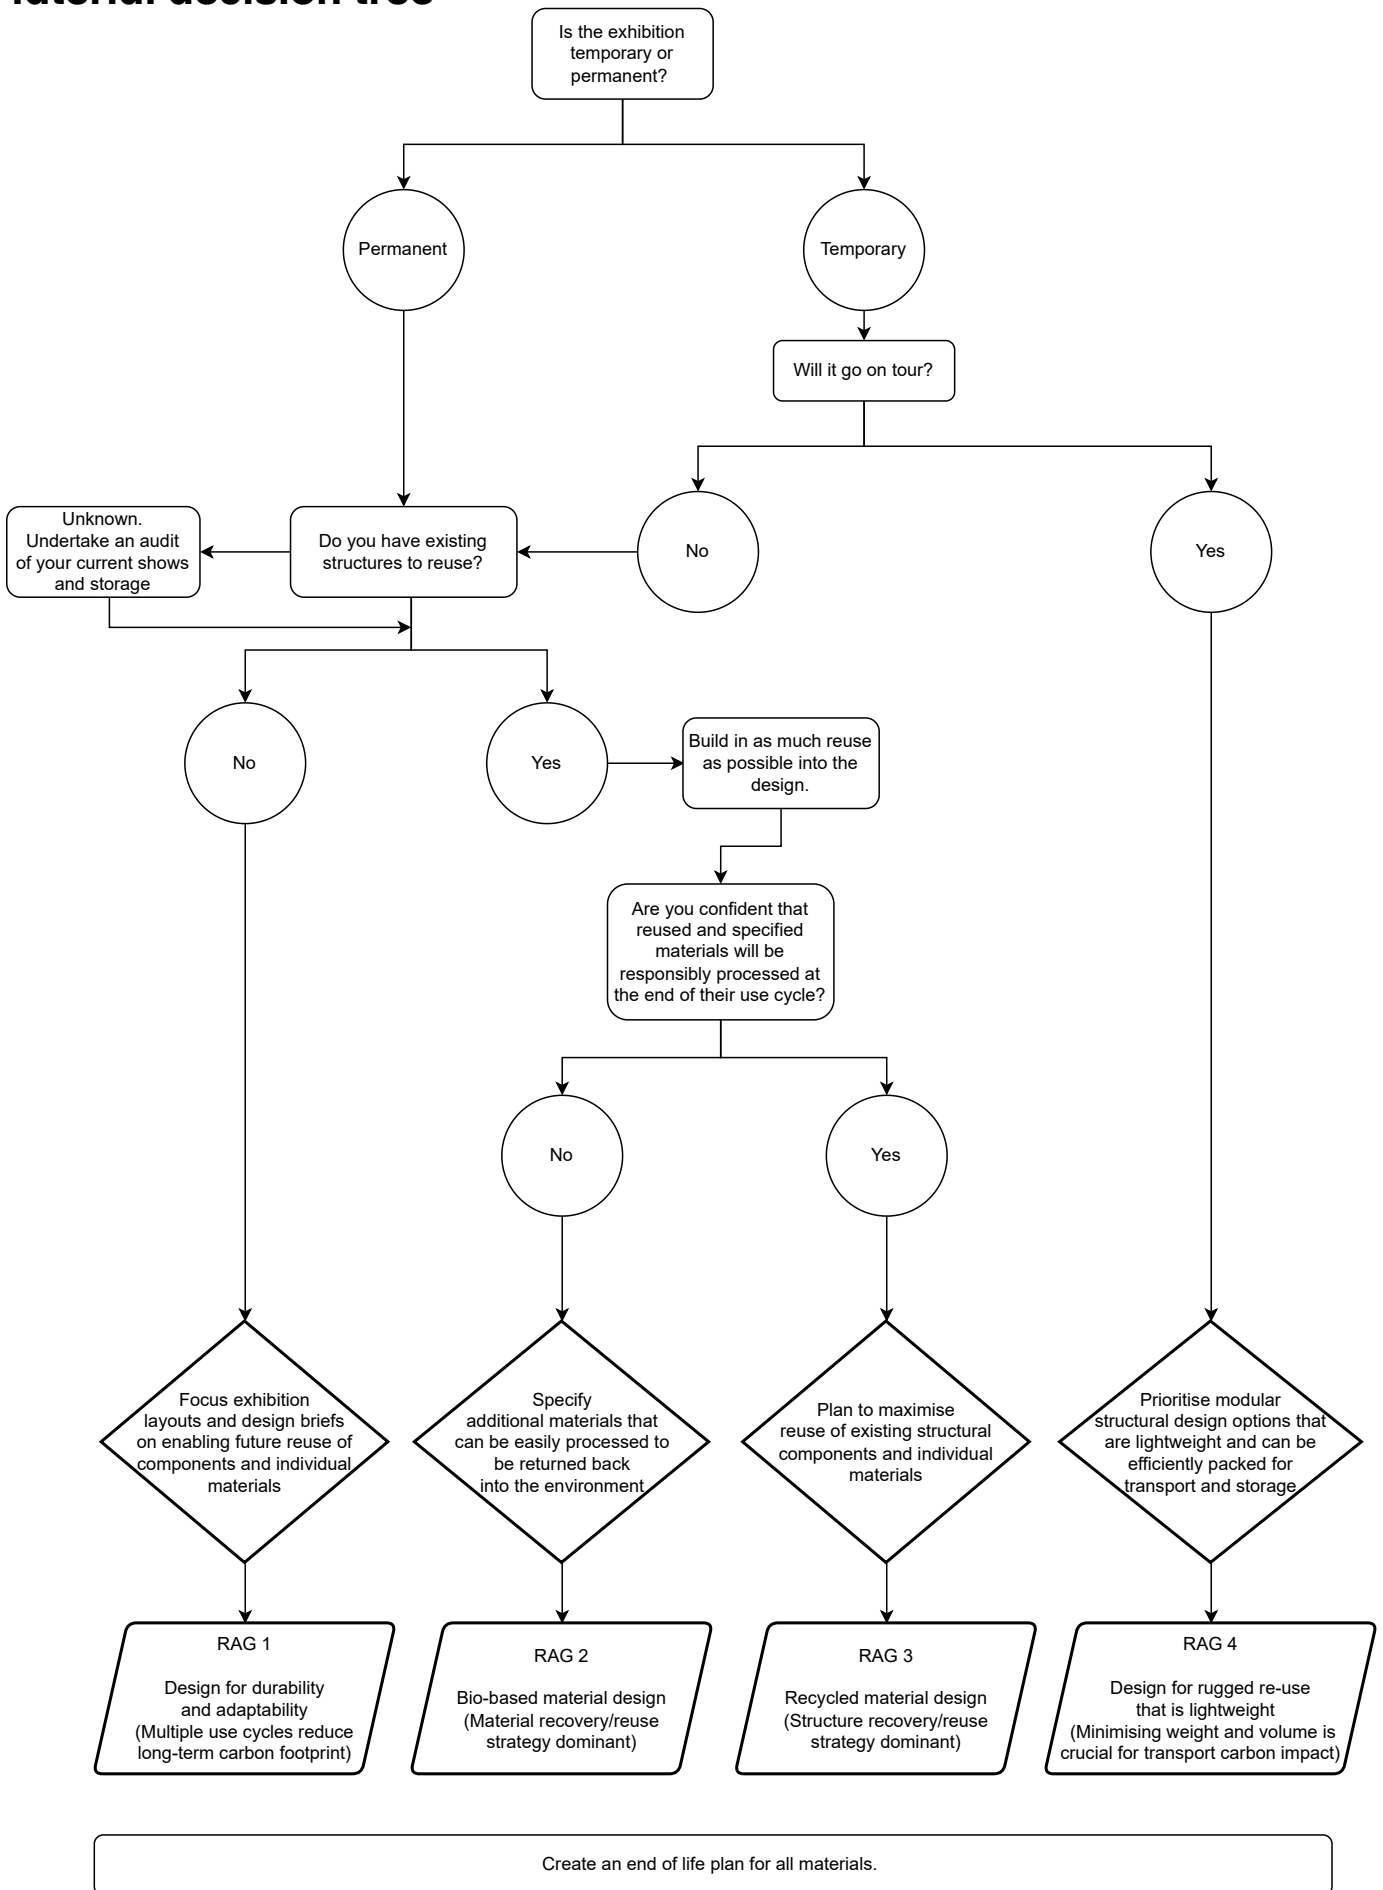 decision tree
Is the exhibition
temporary or
permanent?
Permanent
Temporary
Will it go on tour?
Unknown.
Undertake an audit
of your current shows
and storage
Do you have existing
structures to reuse?
No
Yes
No
Yes
Build in as much reuse
as possible into the
design.
Are you confident that
reused and specified
materials will be
responsibly processed at
the end of their use cycle?
No
Yes
Focus exhibition
layouts and design briefs
on enabling future reuse of
components and individual
materials
Specify
additional materials that
can be easily processed to
be returned back
into the environment
Plan to maximise
reuse of existing structural
components and individual
materials
Prioritise modular
structural design options that
are lightweight and can be
efficiently packed for
transport and storage
RAG 1
Design for durability
and adaptability
(Multiple use cycles reduce
long-term carbon footprint)
RAG 2
Bio-based material design
(Material recovery/reuse
strategy dominant)
RAG 3
Recycled material design
(Structure recovery/reuse
strategy dominant)
RAG 4
Design for rugged re-use
that is lightweight
(Minimising weight and volume is
crucial for transport carbon impact)
Create an end of life plan for all materials.